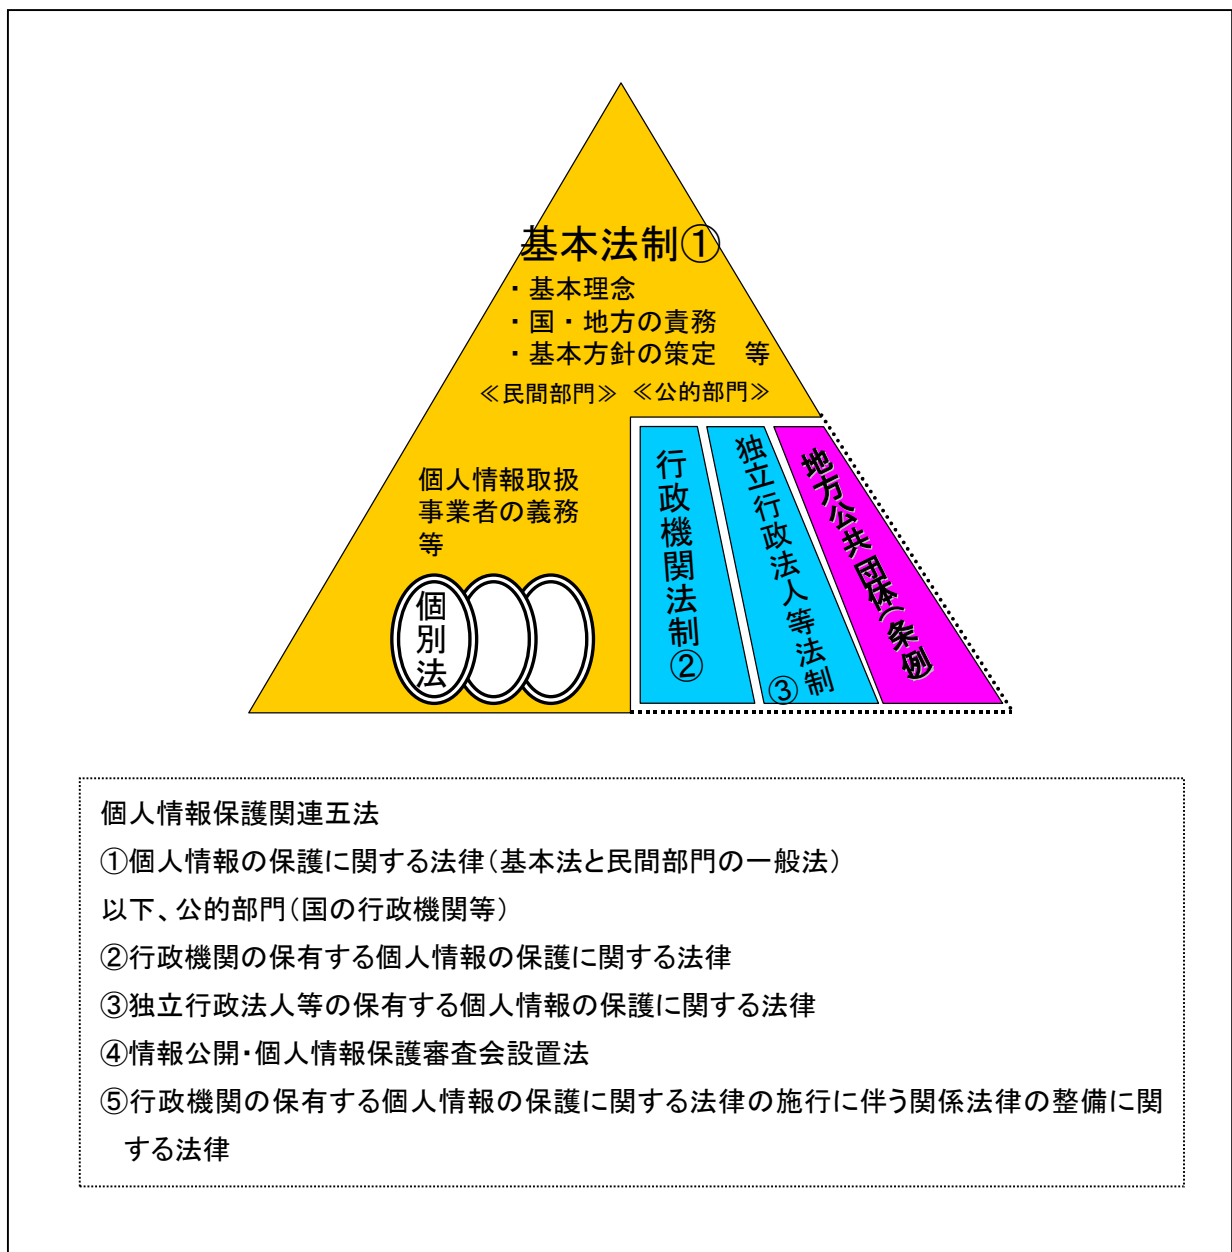 基本法制①
・基本理念
・国・地方の責務
・基本方針の策定　等
≪民間部門≫ ≪公的部門≫
個人情報取扱
事業者の義務
等
個別法
行政機関法制②
独立行政法人等法制③
地方公共団体(条例
個人情報保護関連五法
①個人情報の保護に関する法律(基本法と民間部門の一般法)
以下、公的部門(国の行政機関等)
②行政機関の保有する個人情報の保護に関する法律
③独立行政法人等の保有する個人情報の保護に関する法律
④情報公開・個人情報保護審査会設置法
⑤行政機関の保有する個人情報の保護に関する法律の施行に伴う関係法律の整備に関
する法律